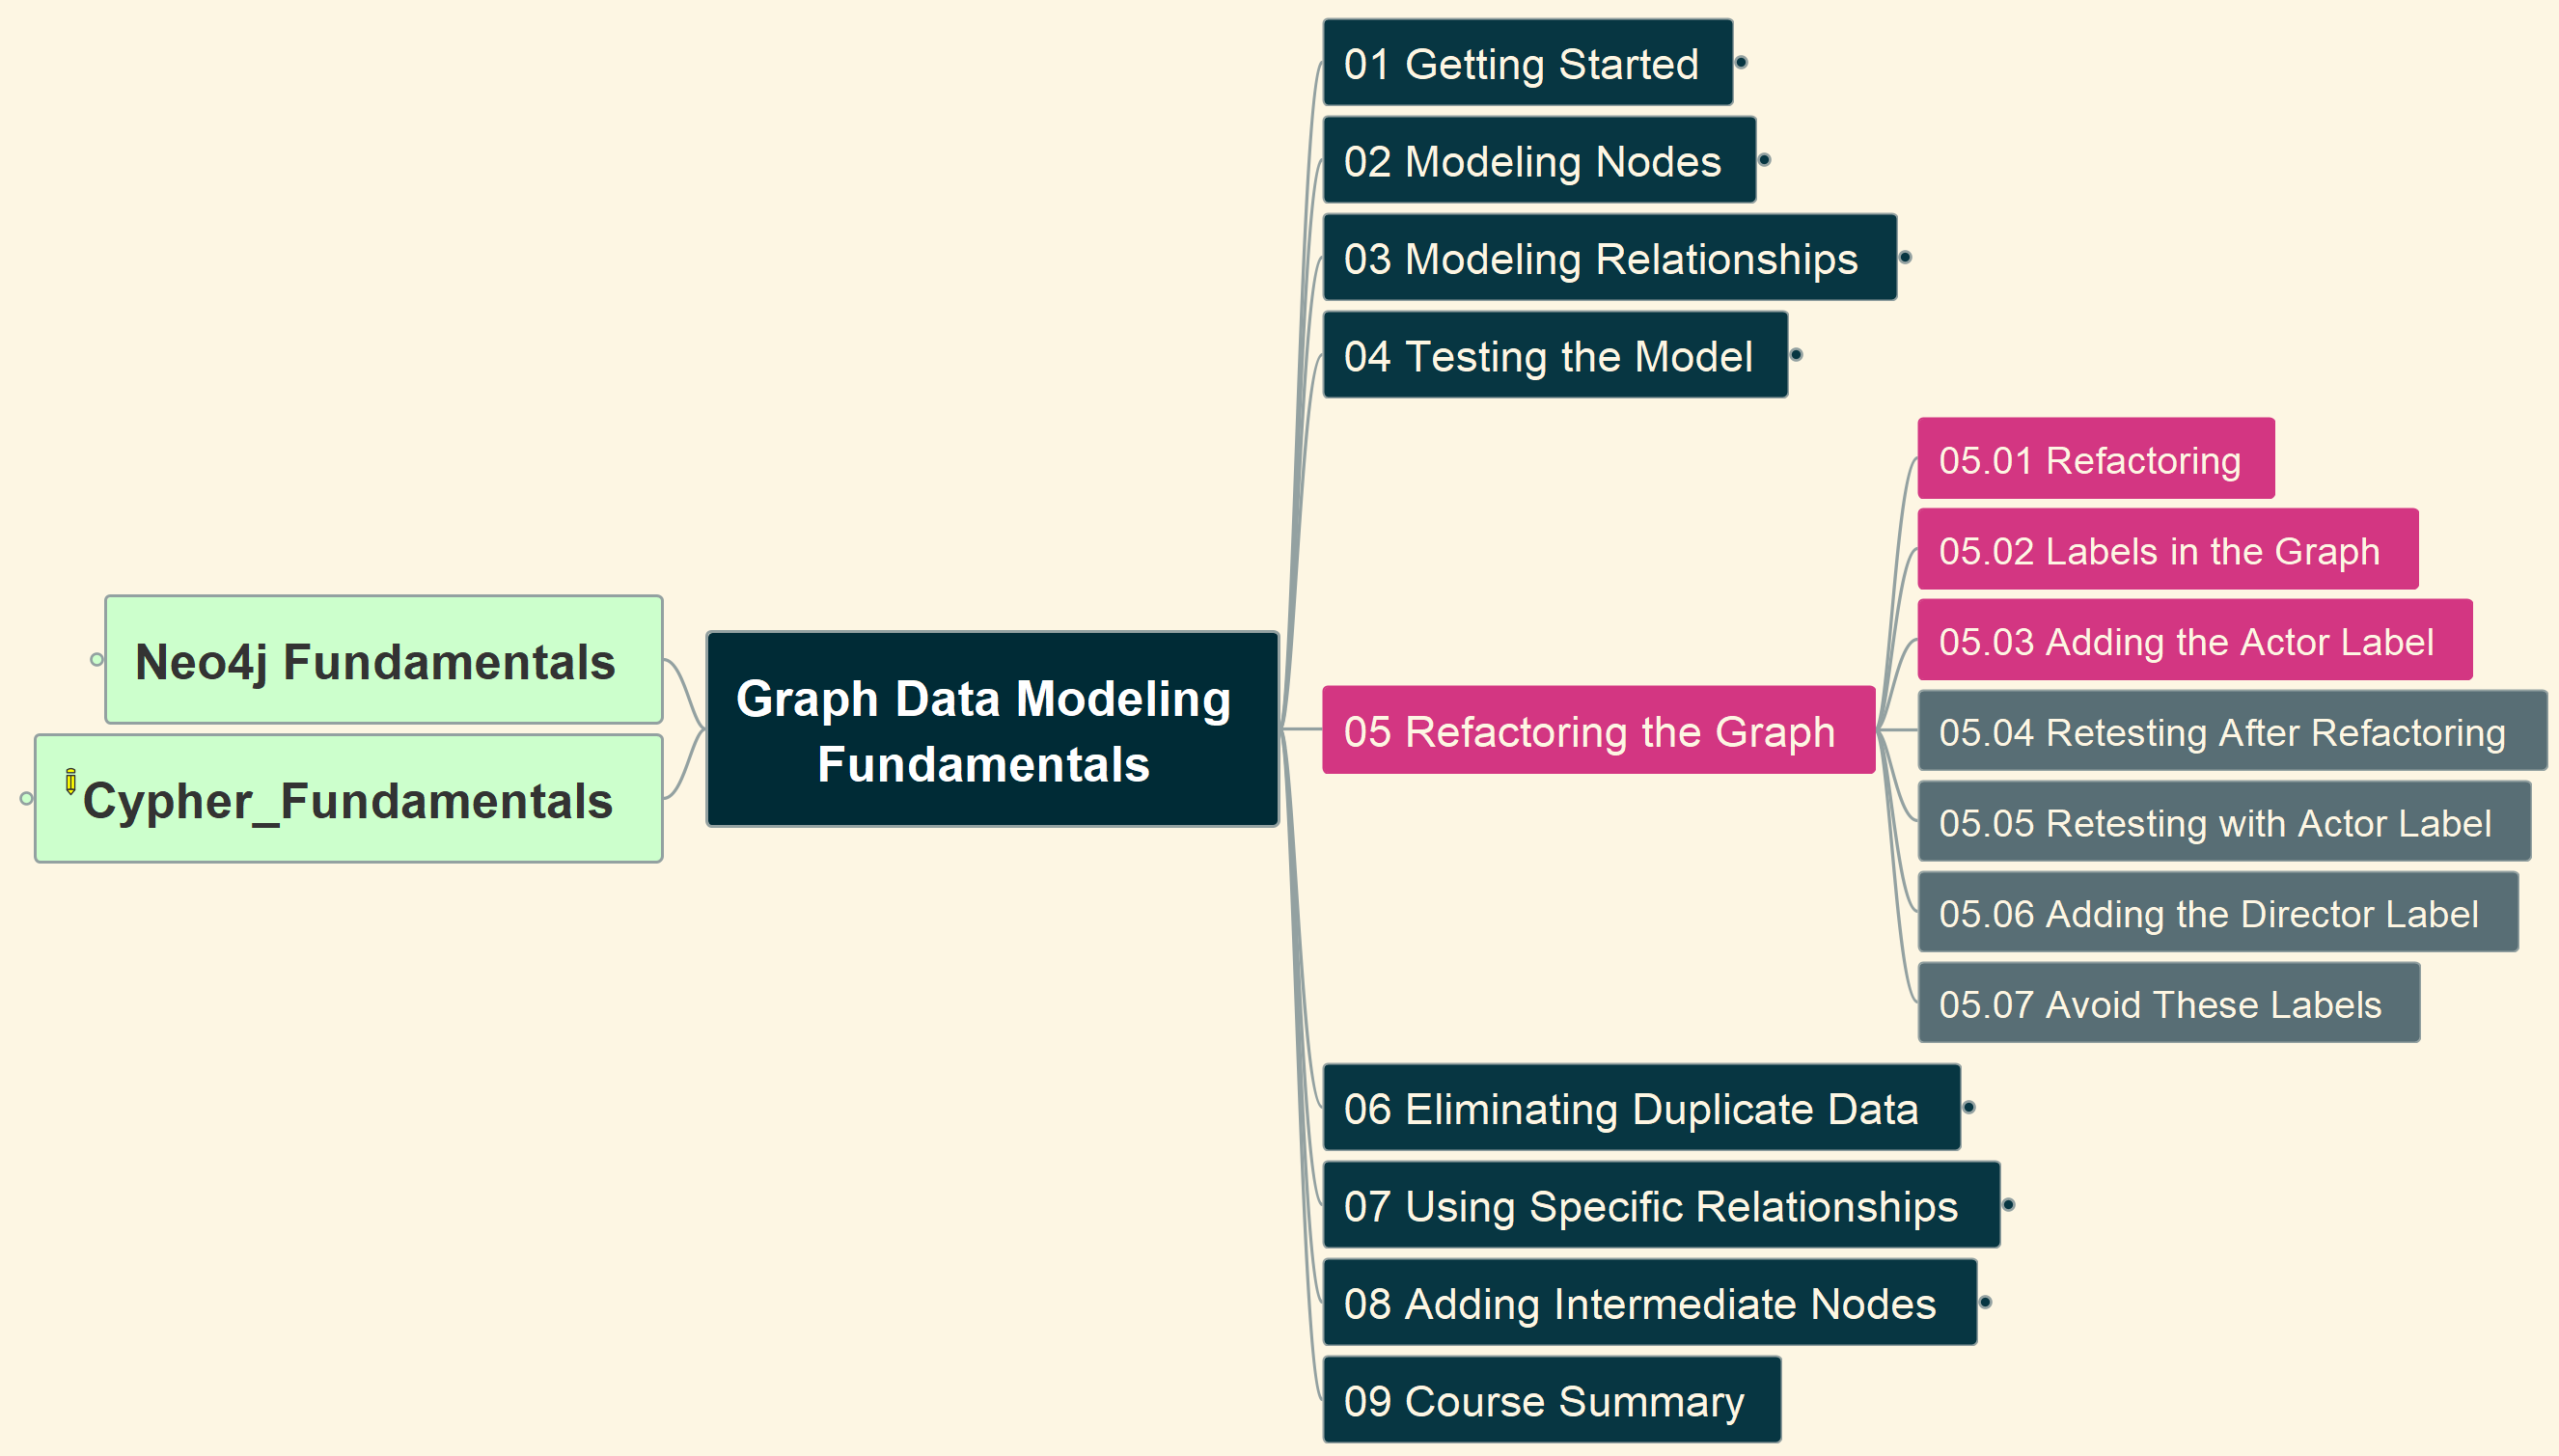 Neo4j Fundamentals
Cypher_Fundamentals
Graph Data Modeling
Fundamentals
01 Getting Started
02 Modeling Nodes
03 Modeling Relationships
04 Testing the Model
05 Refactoring the Graph
05.01 Refactoring
05.02 Labels in the Graph
05.03 Adding the Actor Label
05.04 Retesting After Refactoring
05.05 Retesting with Actor Label
05.06 Adding the Director Label
05.07 Avoid These Labels
06 Eliminating Duplicate Data
07 Using Specific Relationships
08 Adding Intermediate Nodes
09 Course Summary